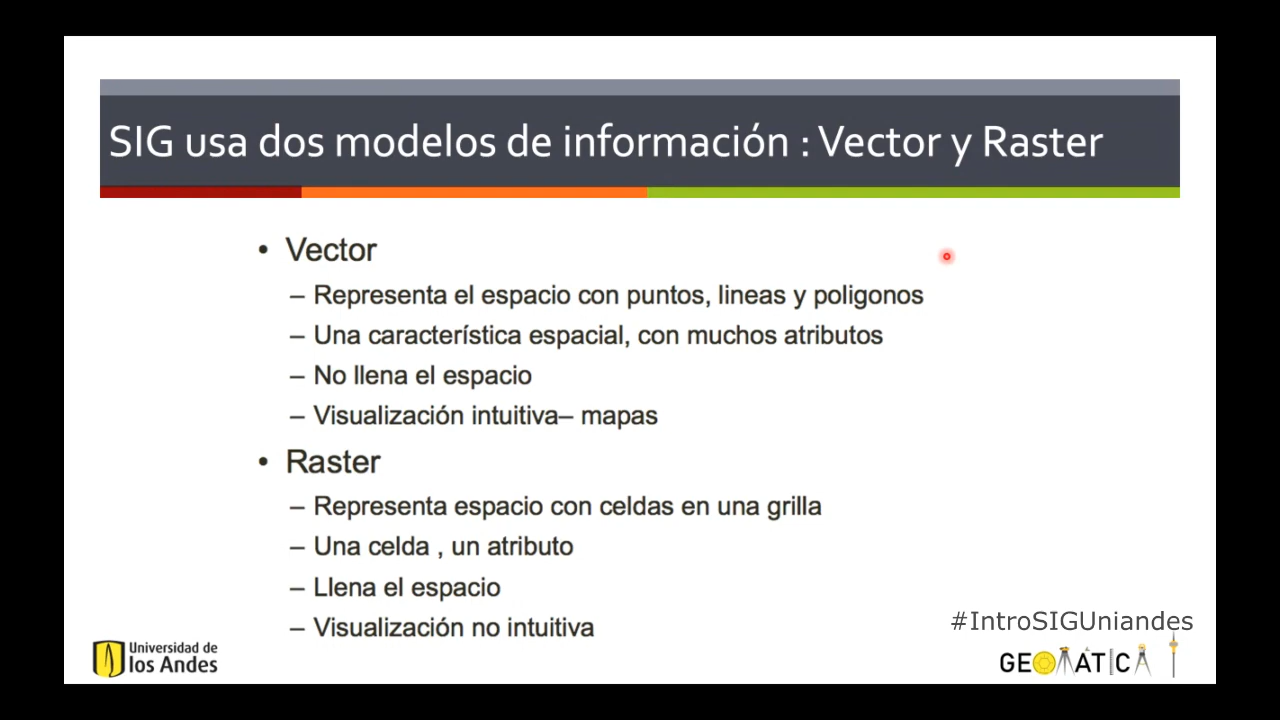 SIG usa dos modelos de información : Vector y Raster
• Vector
– Representa el espacio con puntos, lineas y poligonos
– Una característica espacial, con muchos atributos
– No llena el espacio
– Visualización intuitiva– mapas
• Raster
– Representa espacio con celdas en una grilla
– Una celda , un atributo
– Llena el espacio
– Visualización no intuitiva
#IntroSIGUniandes
Universidad de
los Andes
GEOMÁTICA